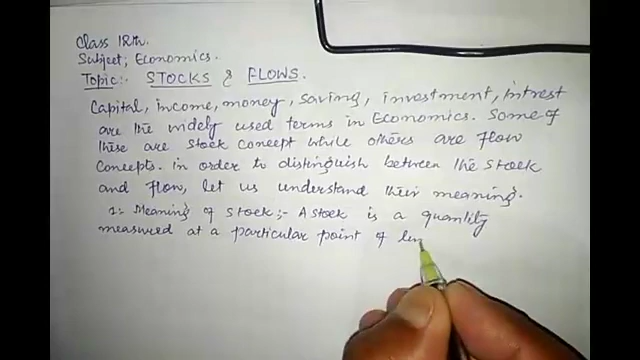 Class 12th.
Subject; Economics.
Topic:- STOCKS & FLOWS.
Capital, income, money, saving, investment, intrest
are the widely used terms in Economics. Some of
these are stock concept while others are flow
concepts. In order to distinguish between the stock
and flow, let us understand their meaning.
1:- Meaning of stock:- A stock is a quantity
measured at a particular point of